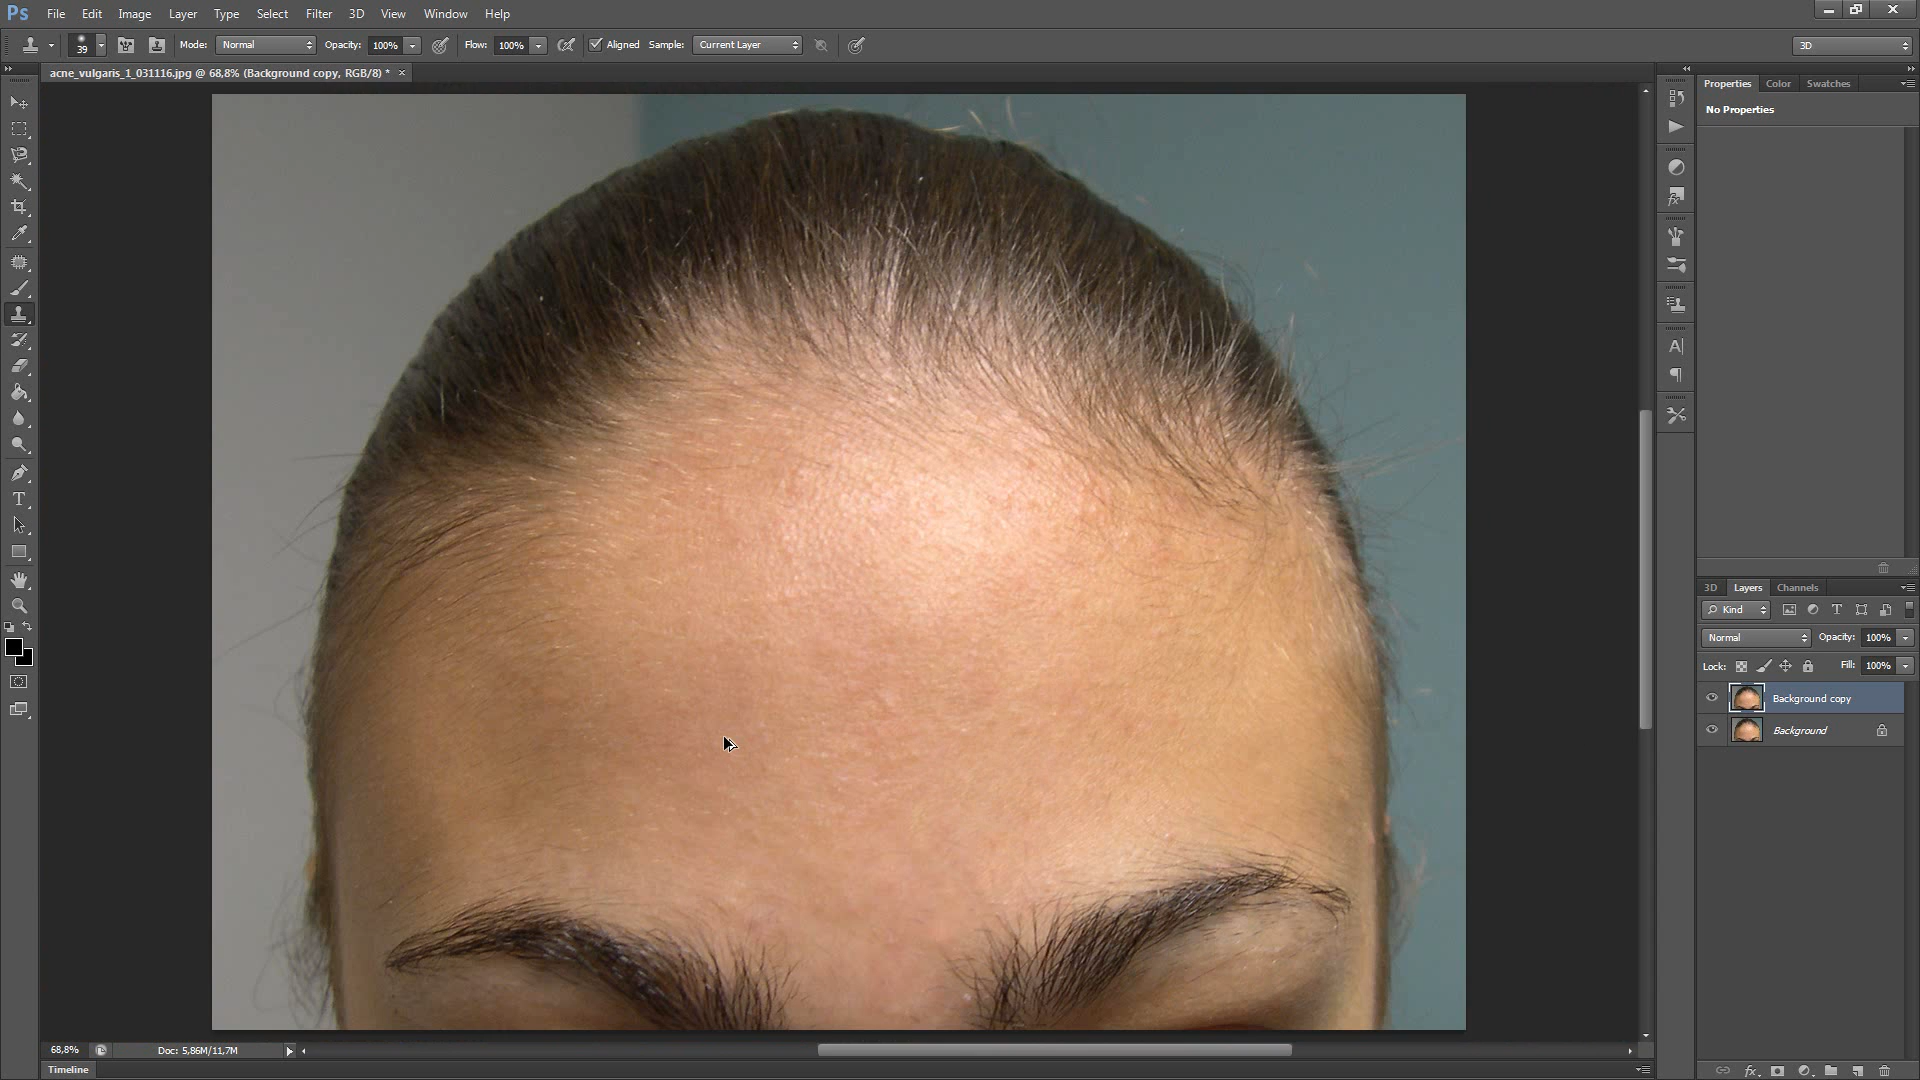 Ps File Edit Image Layer Type Select Filter 3D View Window Help
39 Mode: Normal Opacity: 100% Flow: 100% Aligned Sample: Current Layer 3D
acne_vulgaris_1_031116.jpg @ 68,8% (Background copy, RGB/8) * ×
Properties Color Swatches
No Properties
3D Layers Channels
Kind
Normal Opacity: 100%
Lock: Fill: 100%
Background copy
Background
68,8% Doc: 5,86M/11,7M
Timeline